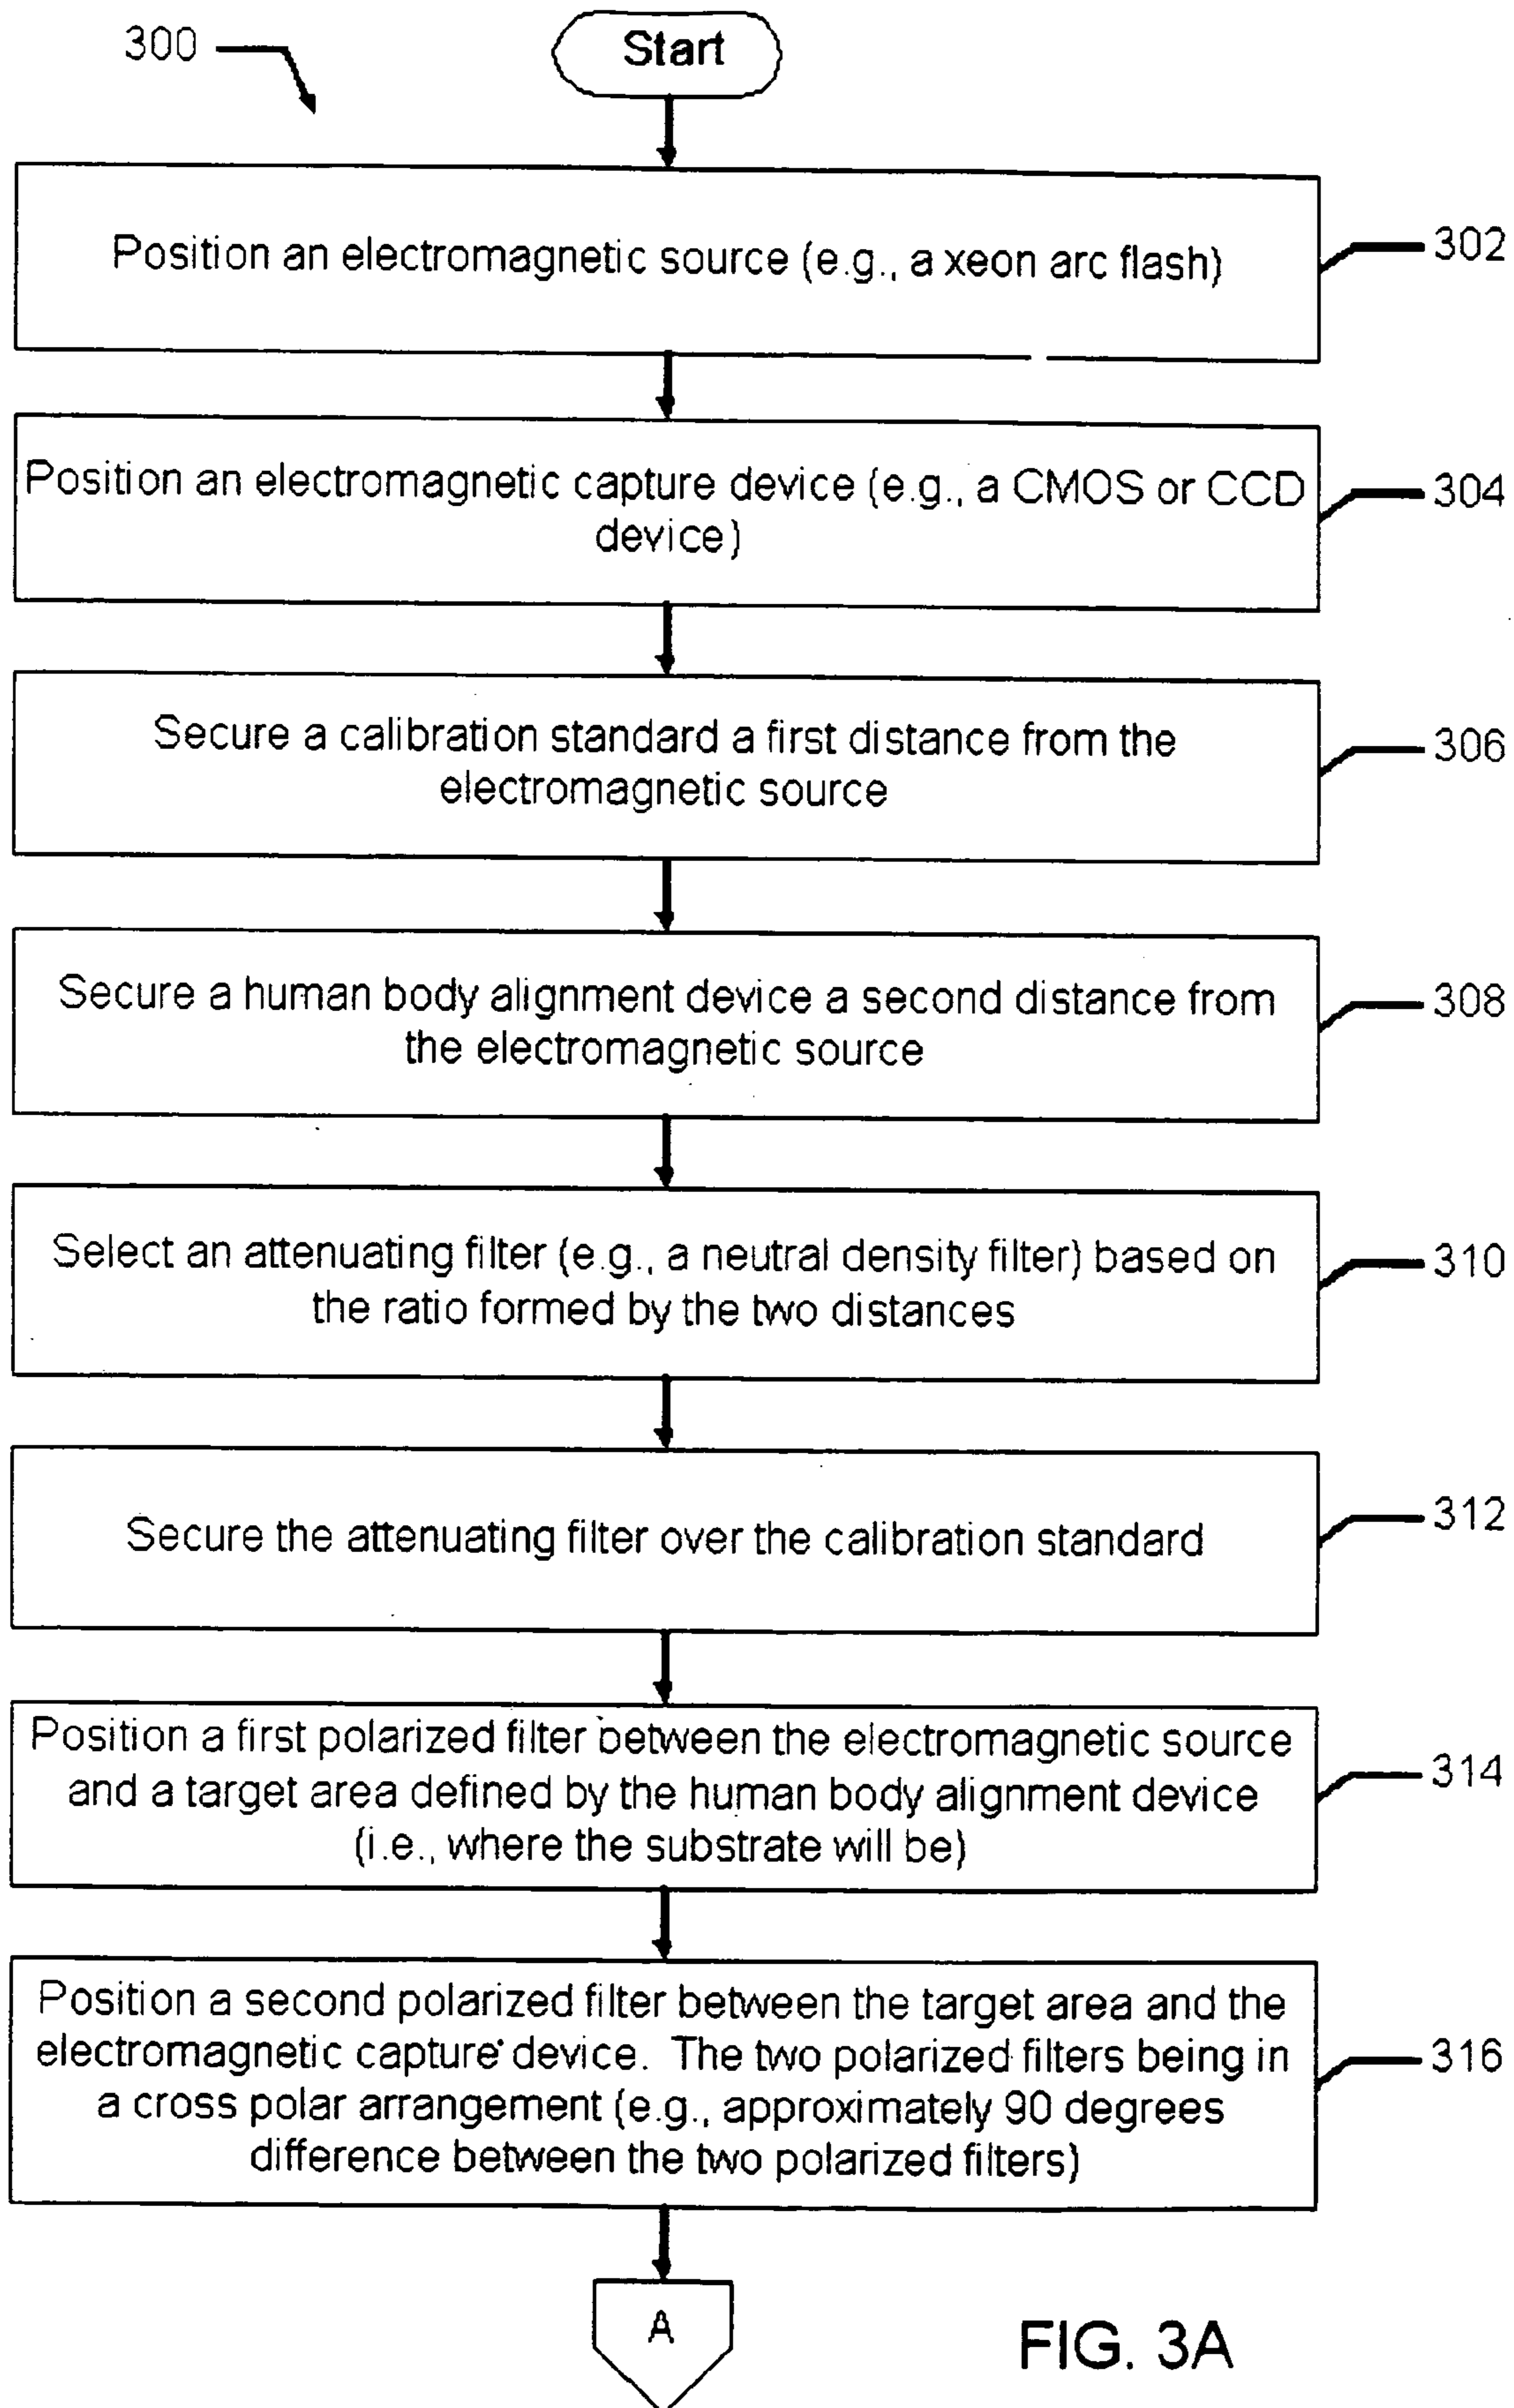 300
Start
Position an electromagnetic source (e.g., a xeon arc flash)
302
Position an electromagnetic capture device (e.g., a CMOS or CCD
device)
304
Secure a calibration standard a first distance from the
electromagnetic source
306
Secure a human body alignment device a second distance from
the electromagnetic source
308
Select an attenuating filter (e.g., a neutral density filter) based on
the ratio formed by the two distances
310
Secure the attenuating filter over the calibration standard
312
Position a first polarized filter between the electromagnetic source
and a target area defined by the human body alignment device
(i.e., where the substrate will be)
314
Position a second polarized filter between the target area and the
electromagnetic capture device. The two polarized filters being in
a cross polar arrangement (e.g., approximately 90 degrees
difference between the two polarized filters)
316
A
FIG. 3A